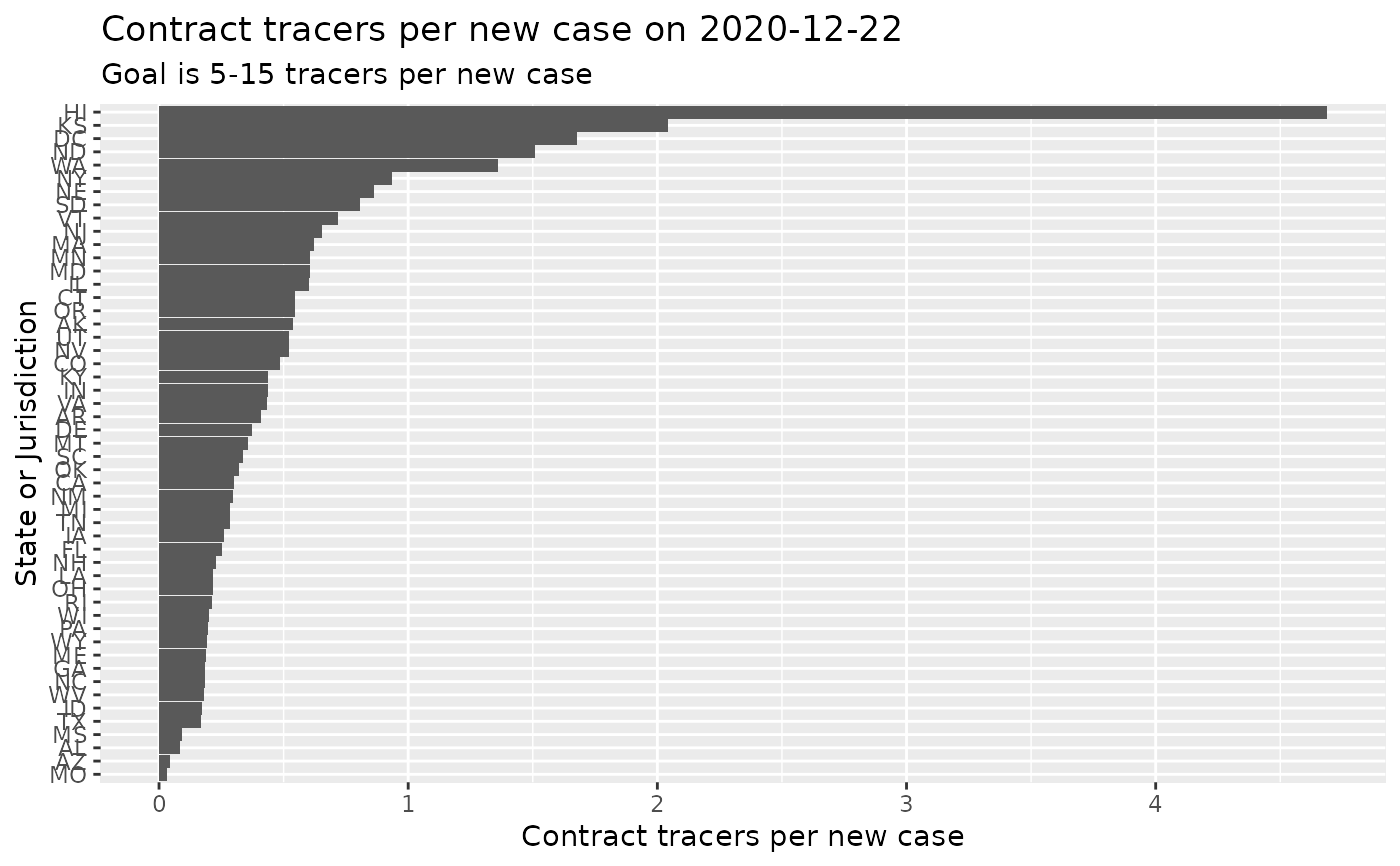 Contract tracers per new case on 2020-12-22
Goal is 5-15 tracers per new case
State or Jurisdiction
HI
KS
DC
ND
WA
NY
NE
SD
VT
NJ
MA
MN
MD
IL
CT
OR
AK
UT
NV
CO
KY
IN
VA
AR
DE
MT
SC
OK
CA
NM
MI
TN
IA
FL
NH
LA
OH
RI
WI
PA
WY
ME
GA
NC
WV
ID
TX
MS
AL
AZ
MO
0 1 2 3 4
Contract tracers per new case